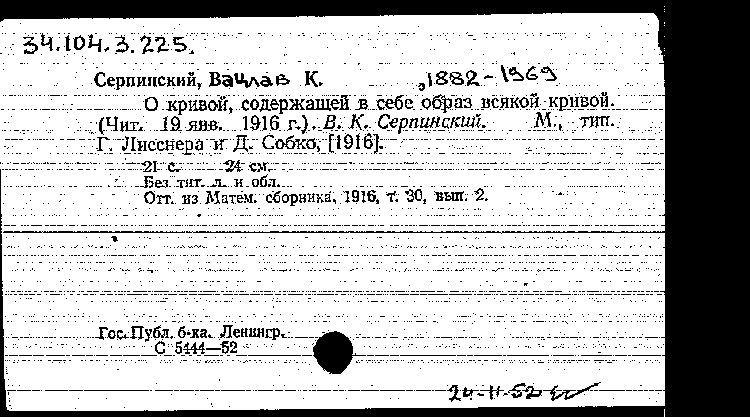 34.104.3.225.
Серпинский, Вацлав К. , 1882-1969
О кривой, содержащей в себе образ всякой кривой.
(Чит. 19 янв. 1916 г.). В. К. Серпинский. М., тип.
Г. Лисснера и Д. Собко, [1916].
21 с. 24 см.
Без тит. л. и обл.
Отт. из Матем. сборника, 1916, т. 30, вып. 2.
Гос. Публ. б-ка. Ленингр.
С 5444—52
24-11-52